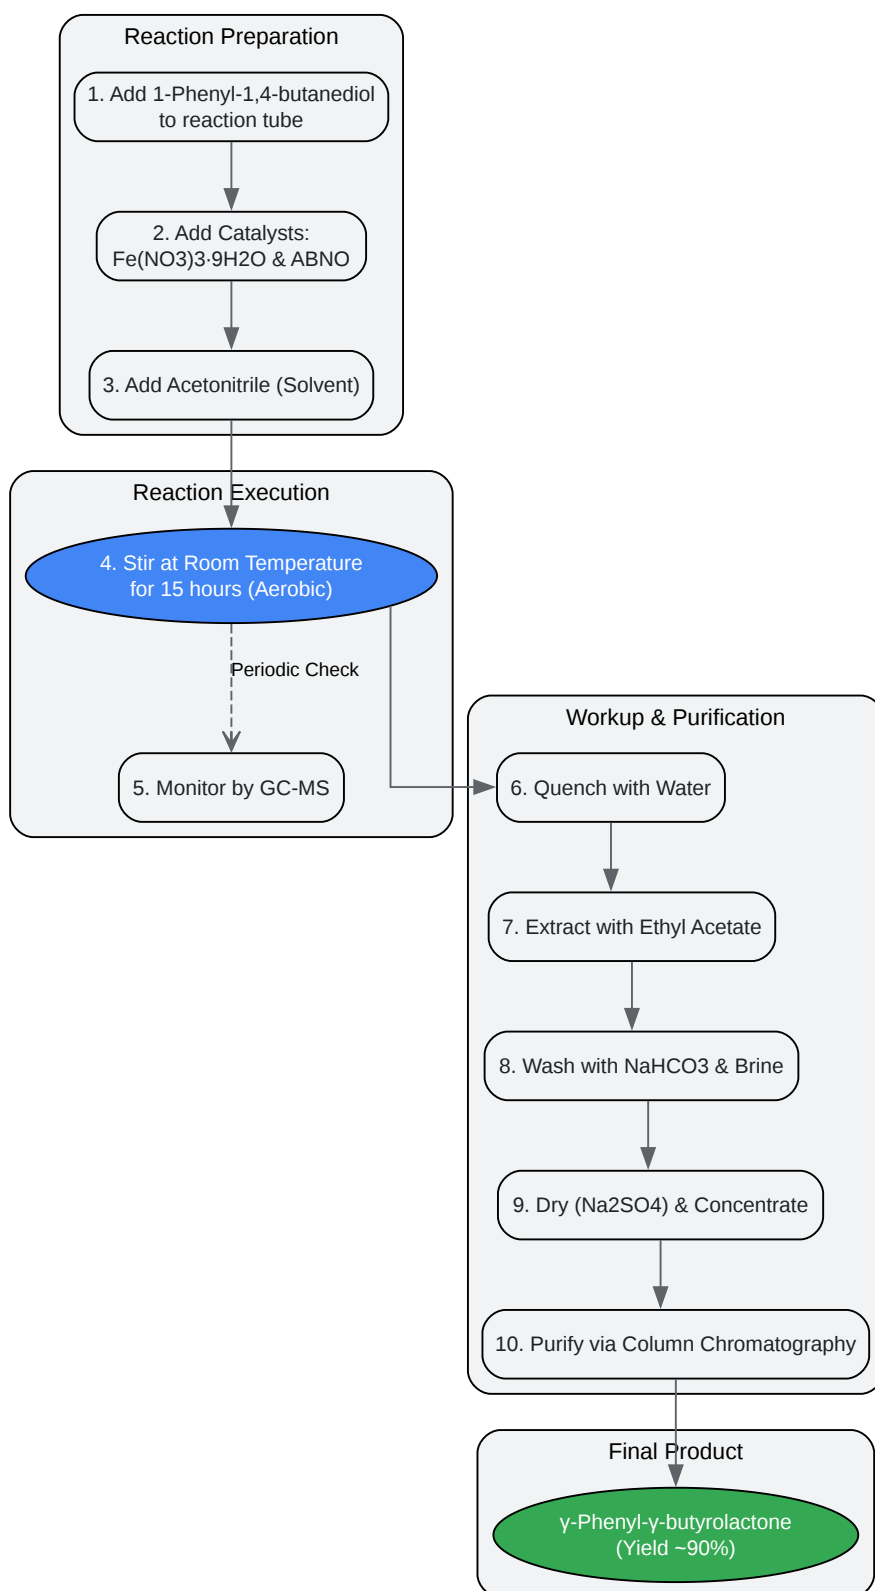 Reaction Preparation
1. Add 1-Phenyl-1,4-butanediol
to reaction tube
2. Add Catalysts:
Fe(NO3)3·9H2O & ABNO
3. Add Acetonitrile (Solvent)
Reaction Execution
4. Stir at Room Temperature
for 15 hours (Aerobic)
Periodic Check
5. Monitor by GC-MS
Workup & Purification
6. Quench with Water
7. Extract with Ethyl Acetate
8. Wash with NaHCO3 & Brine
9. Dry (Na2SO4) & Concentrate
10. Purify via Column Chromatography
Final Product
γ-Phenyl-γ-butyrolactone
(Yield ~90%)